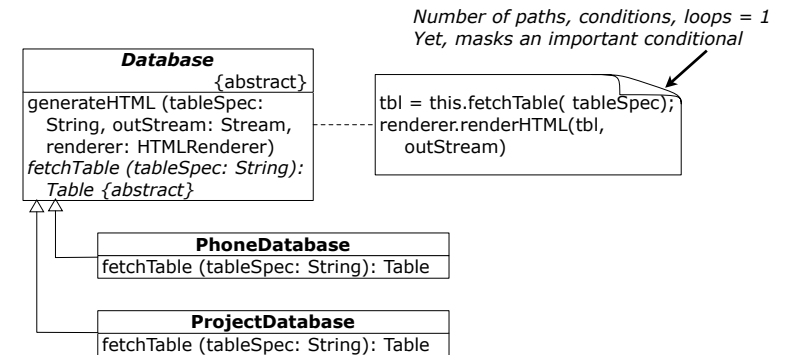 Number of paths, conditions, loops = 1
Yet, masks an important conditional
Database
{abstract}
generateHTML (tableSpec:
String, outStream: Stream,
renderer: HTMLRenderer)
fetchTable (tableSpec: String):
Table {abstract}
tbl = this.fetchTable( tableSpec);
renderer.renderHTML(tbl,
outStream)
PhoneDatabase
fetchTable (tableSpec: String): Table
ProjectDatabase
fetchTable (tableSpec: String): Table